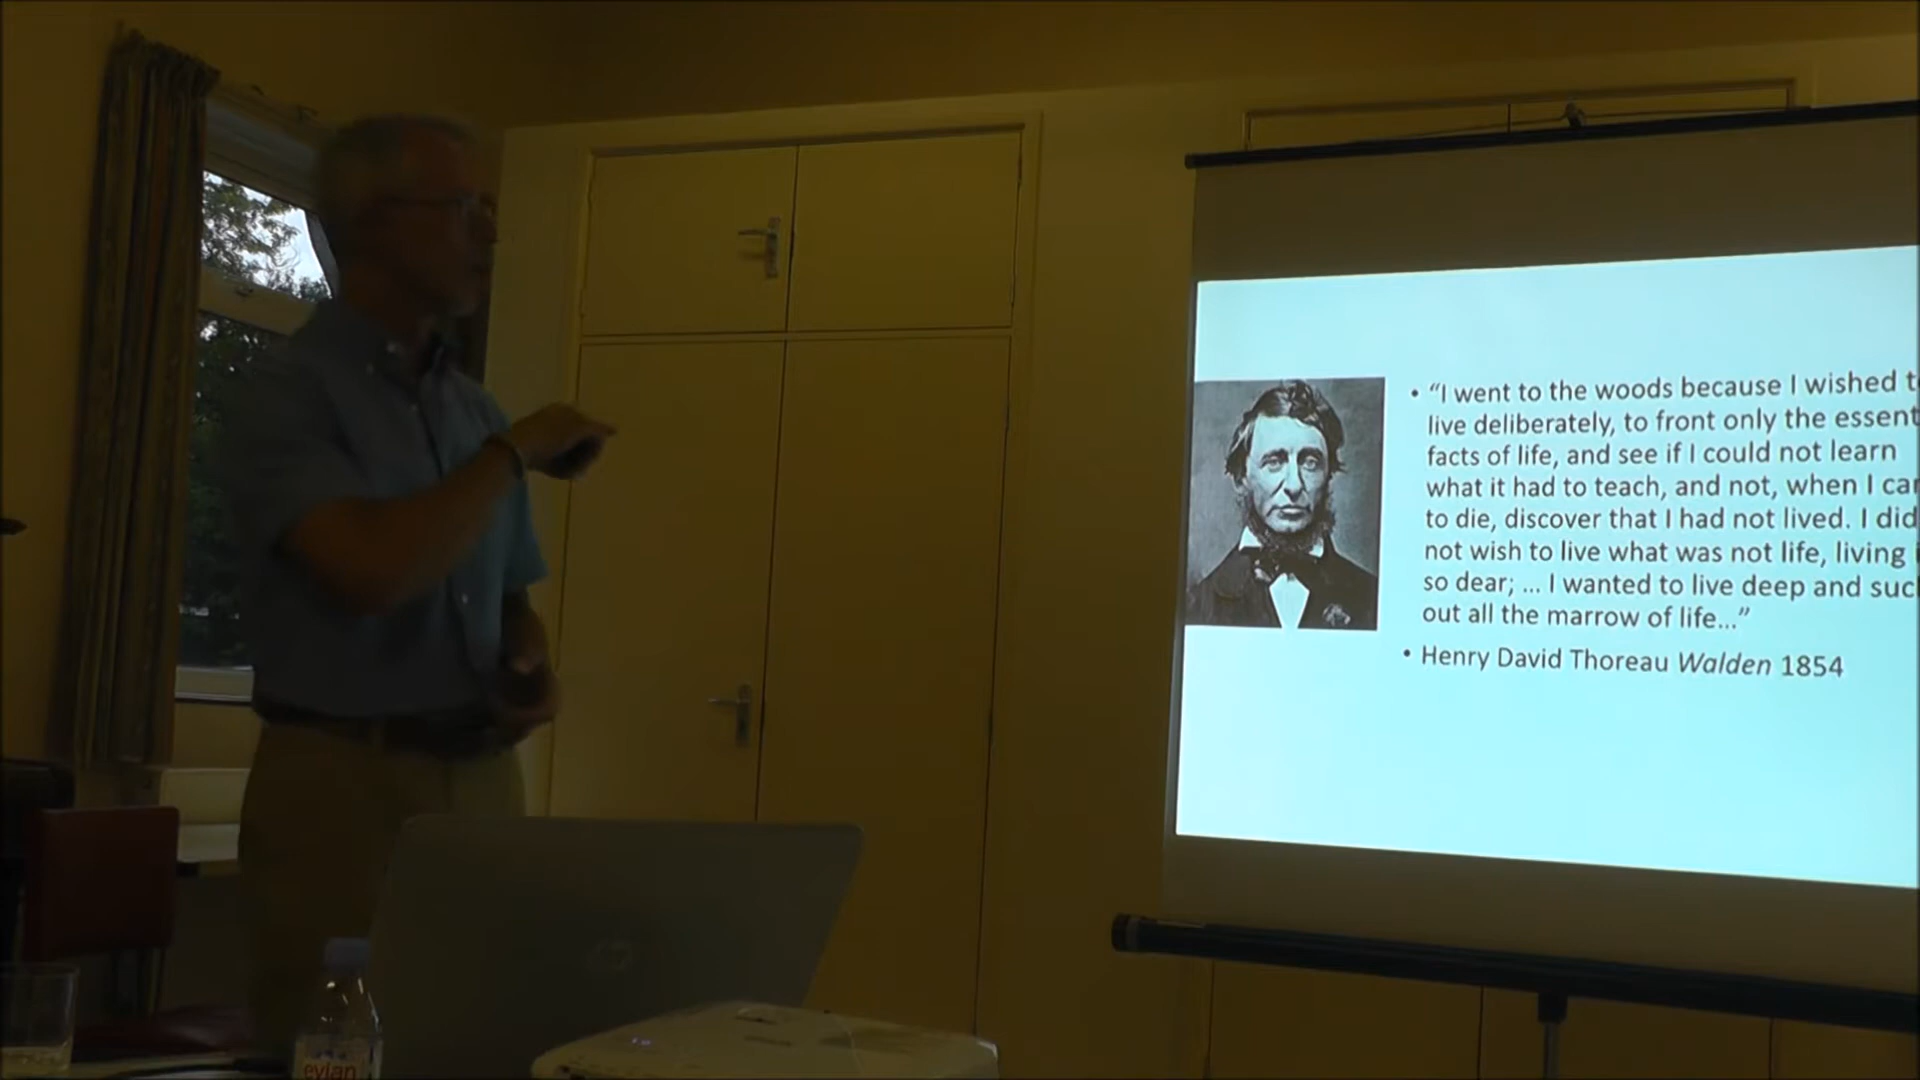 • “I went to the woods because I wished t
live deliberately, to front only the essent
facts of life, and see if I could not learn
what it had to teach, and not, when I ca
to die, discover that I had not lived. I did
not wish to live what was not life, living
so dear; ... I wanted to live deep and suc
out all the marrow of life...”
• Henry David Thoreau Walden 1854
hp
evian